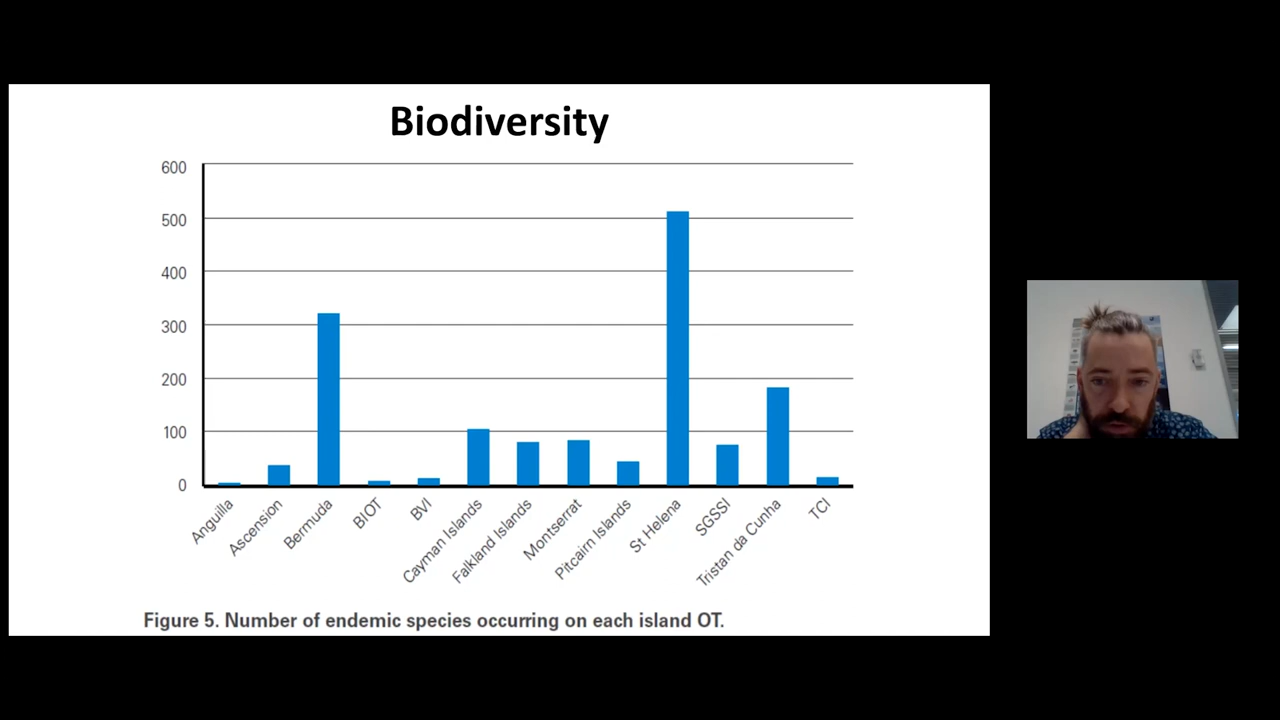 Biodiversity
600
500
400
300
200
100
0
Anguilla
Ascension
Bermuda
BIOT
BVI
Cayman Islands
Falkland Islands
Montserrat
Pitcairn Islands
St Helena
SGSSI
Tristan da Cunha
TCI
Figure 5. Number of endemic species occurring on each island OT.